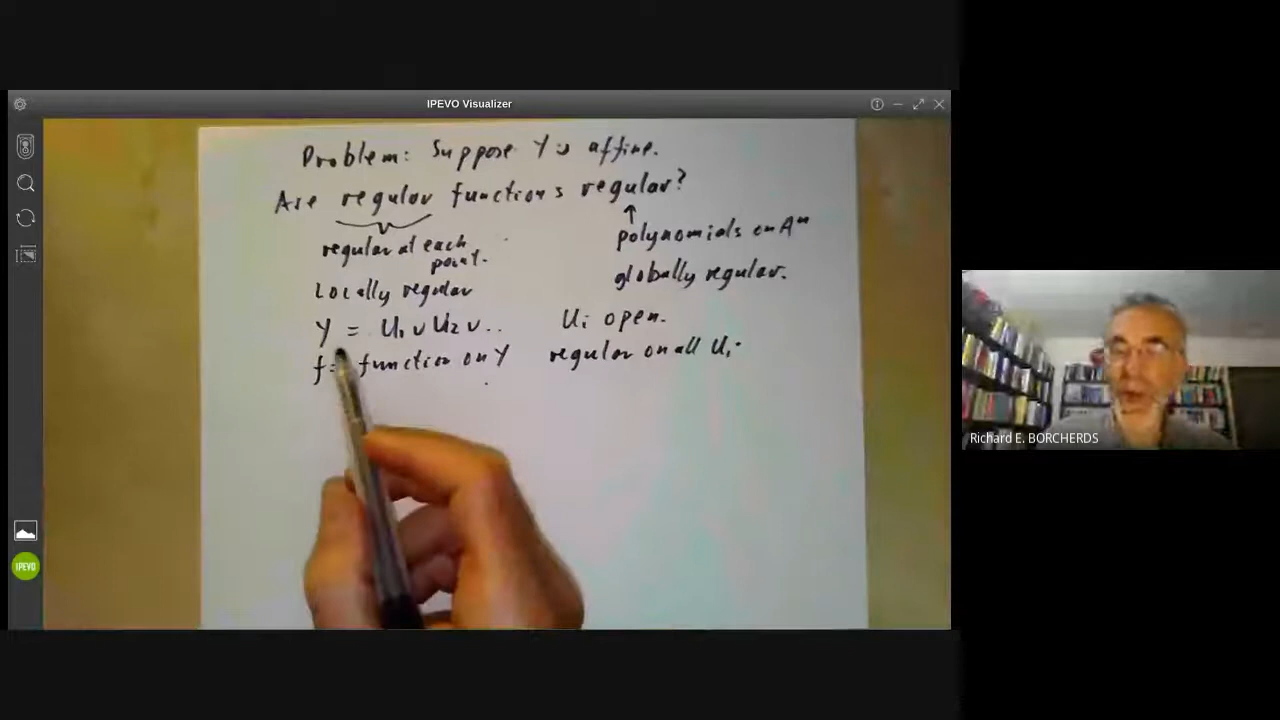 IPEVO Visualizer
Problem: Suppose Y is affine.
Are regular functions regular?
regular at each point.
polynomials on Aⁿ
Locally regular
globally regular.
Y = U₁ ∪ U₂ ∪ .. Uᵢ open.
f = function on Y regular on all Uᵢ.
IPEVO
Richard E. BORCHERDS